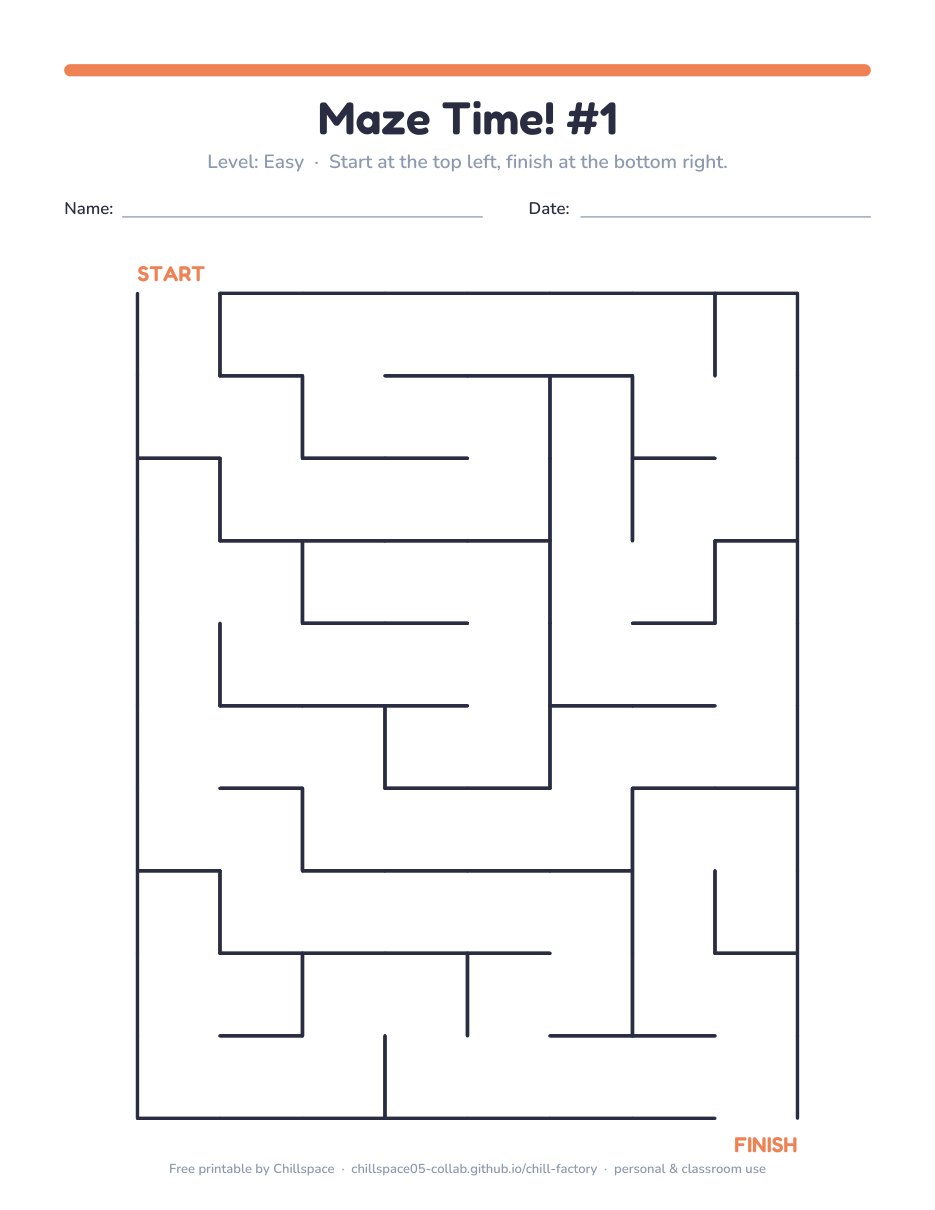 Maze Time! #1
Level: Easy · Start at the top left, finish at the bottom right.
Name: Date:
START
FINISH
Free printable by Chillspace · chillspace05-collab.github.io/chill-factory · personal & classroom use